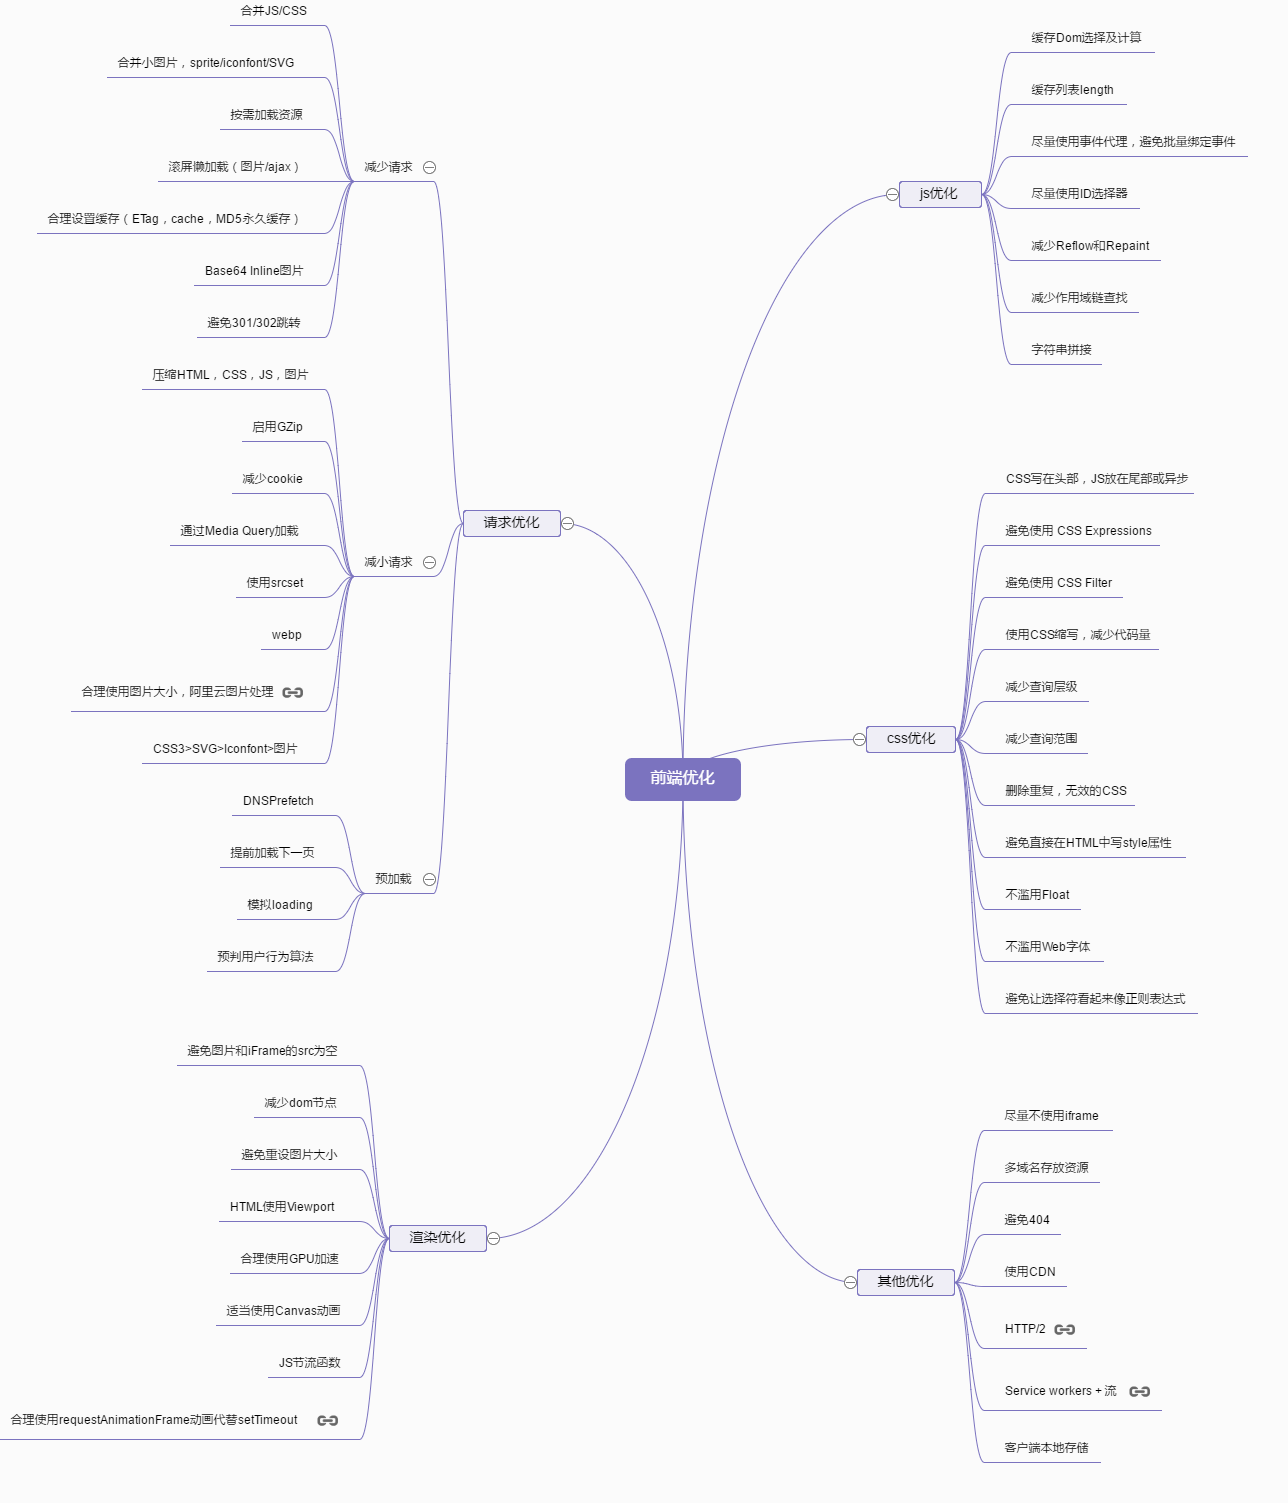 前端优化
请求优化
减少请求
合并JS/CSS
合并小图片，sprite/iconfont/SVG
按需加载资源
滚屏懒加载（图片/ajax）
合理设置缓存（ETag，cache，MD5永久缓存）
Base64 Inline图片
避免301/302跳转
减小请求
压缩HTML，CSS，JS，图片
启用GZip
减少cookie
通过Media Query加载
使用srcset
webp
合理使用图片大小，阿里云图片处理
CSS3>SVG>Iconfont>图片
预加载
DNSPrefetch
提前加载下一页
模拟loading
预判用户行为算法
渲染优化
避免图片和iFrame的src为空
减少dom节点
避免重设图片大小
HTML使用Viewport
合理使用GPU加速
适当使用Canvas动画
JS节流函数
合理使用requestAnimationFrame动画代替setTimeout
js优化
缓存Dom选择及计算
缓存列表length
尽量使用事件代理，避免批量绑定事件
尽量使用ID选择器
减少Reflow和Repaint
减少作用域链查找
字符串拼接
css优化
CSS写在头部，JS放在尾部或异步
避免使用 CSS Expressions
避免使用 CSS Filter
使用CSS缩写，减少代码量
减少查询层级
减少查询范围
删除重复，无效的CSS
避免直接在HTML中写style属性
不滥用Float
不滥用Web字体
避免让选择符看起来像正则表达式
其他优化
尽量不使用iframe
多域名存放资源
避免404
使用CDN
HTTP/2
Service workers + 流
客户端本地存储